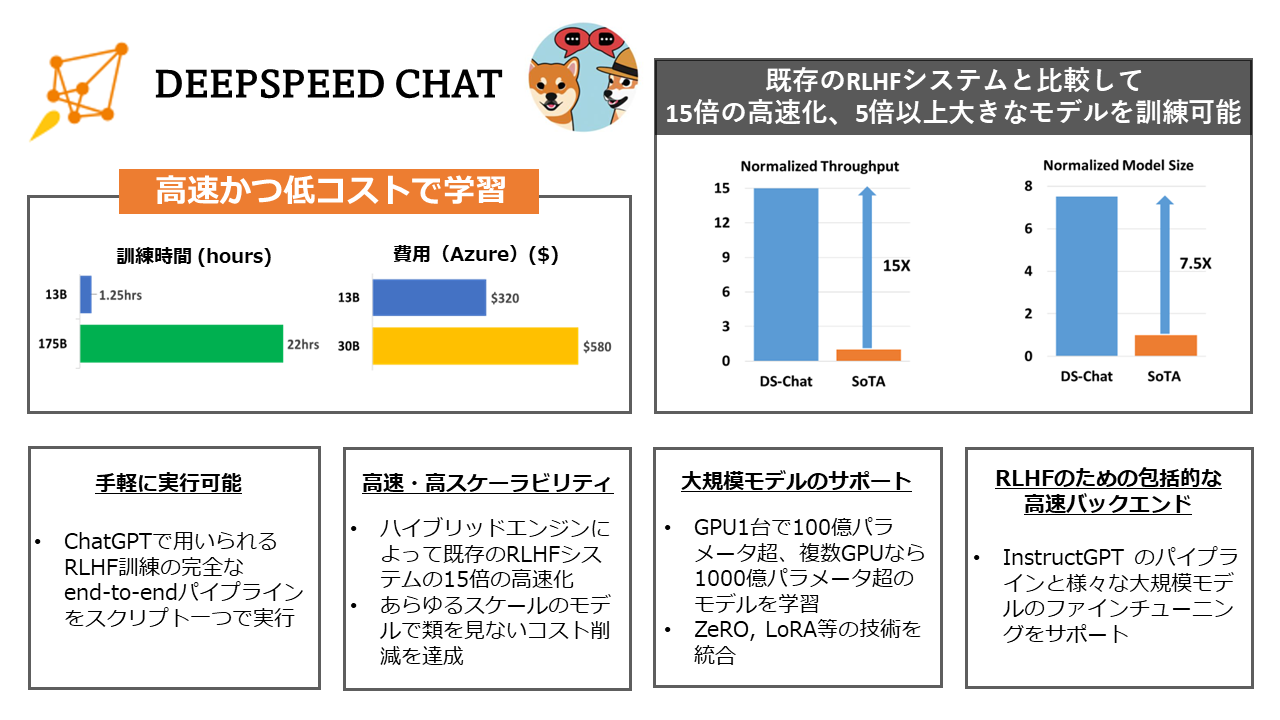 DEEPSPEED CHAT
既存のRLHFシステムと比較して
15倍の高速化、5倍以上大きなモデルを訓練可能
高速かつ低コストで学習
訓練時間 (hours)
13B
1.25hrs
175B
22hrs
費用（Azure）($)
13B
$320
30B
$580
Normalized Throughput
15
12
9
6
3
0
15X
DS-Chat
SoTA
Normalized Model Size
8
6
4
2
0
7.5X
DS-Chat
SoTA
手軽に実行可能
• ChatGPTで用いられる
RLHF訓練の完全な
end-to-endパイプライン
をスクリプト一つで実行
高速・高スケーラビリティ
• ハイブリッドエンジンに
よって既存のRLHFシス
テムの15倍の高速化
• あらゆるスケールのモデ
ルで類を見ないコスト削
減を達成
大規模モデルのサポート
• GPU1台で100億パラ
メータ超、複数GPUなら
1000億パラメータ超の
モデルを学習
• ZeRO, LoRA等の技術を
統合
RLHFのための包括的な
高速バックエンド
• InstructGPT のパイプラ
インと様々な大規模モデ
ルのファインチューニン
グをサポート